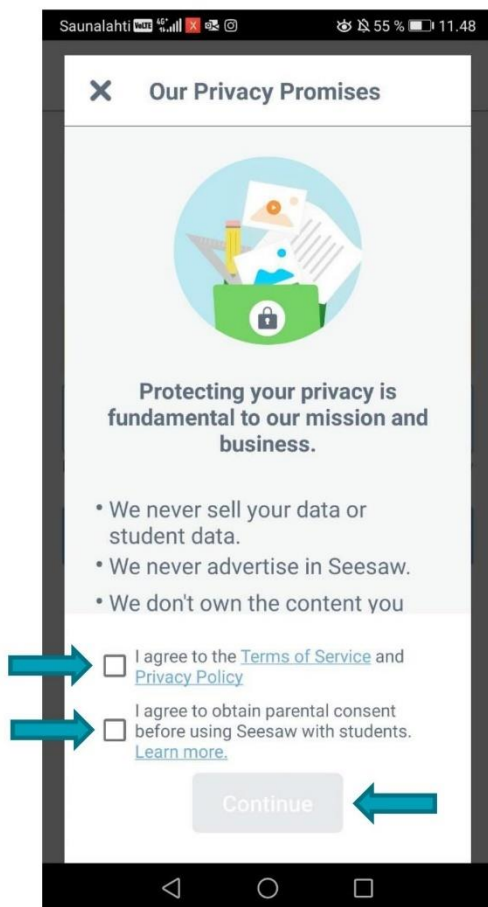 Saunalahti VoLTE 4G+ X 55 % 11.48
Our Privacy Promises
Protecting your privacy is
fundamental to our mission and
business.
• We never sell your data or
student data.
• We never advertise in Seesaw.
• We don't own the content you
I agree to the Terms of Service and
Privacy Policy
I agree to obtain parental consent
before using Seesaw with students.
Learn more.
Continue